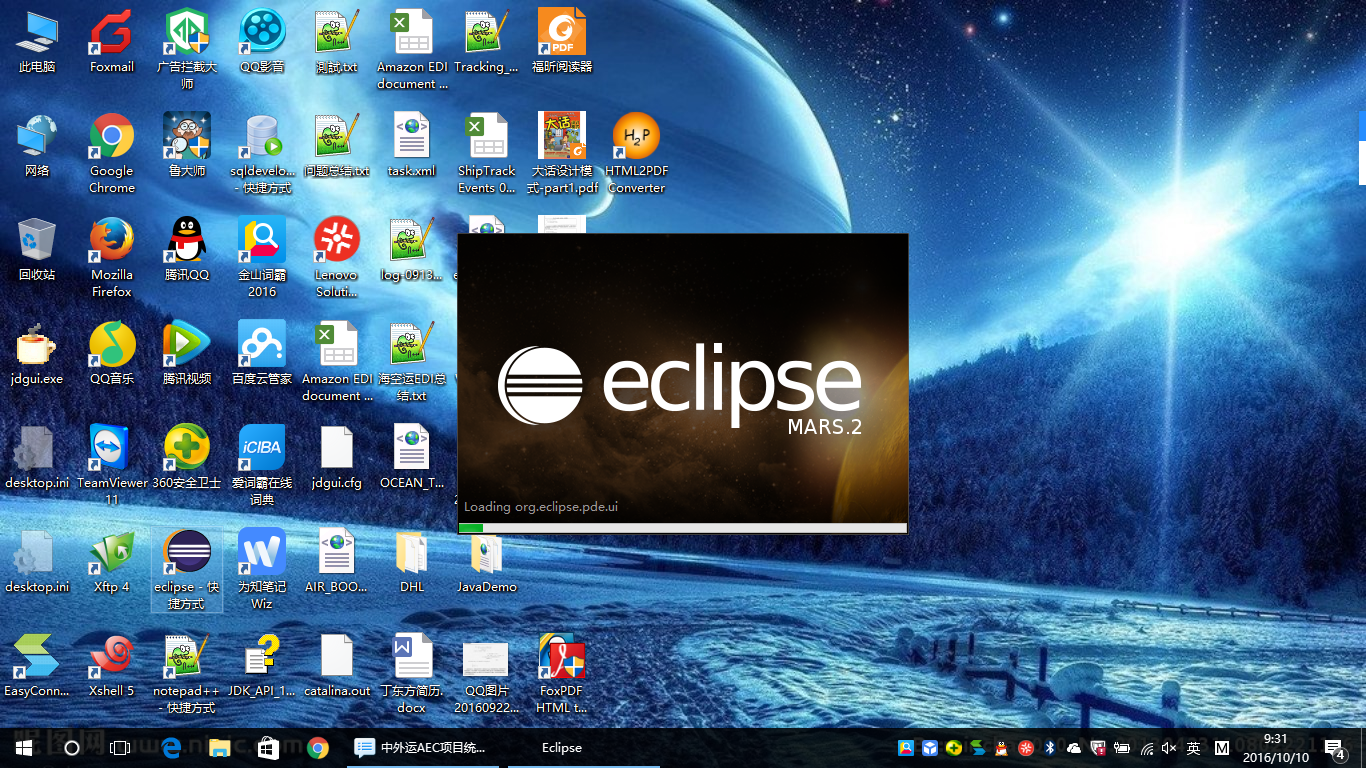 此电脑
Foxmail
广告拦截大
师
QQ影音
测试.txt
Amazon EDI
document ...
Tracking_...
福昕阅读器
PDF
网络
Google
Chrome
鲁大师
sqldevelo...
- 快捷方式
问题总结.txt
task.xml
ShipTrack
Events 0...
大话设计模
式-part1.pdf
H2P
HTML2PDF
Converter
回收站
Mozilla
Firefox
腾讯QQ
金山词霸
2016
Lenovo
Soluti...
log-0913...
jdgui.exe
QQ音乐
腾讯视频
百度云管家
Amazon EDI
document ...
海空运EDI总
结.txt
eclipse
MARS.2
Loading org.eclipse.pde.ui
desktop.ini
TeamViewer
11
360安全卫士
iCIBA
爱词霸在线
词典
jdgui.cfg
OCEAN_T...
desktop.ini
Xftp 4
eclipse - 快
捷方式
为知笔记
Wiz
AIR_BOO...
DHL
JavaDemo
EasyConn...
Xshell 5
notepad++
- 快捷方式
JDK_API_1...
catalina.out
丁东方简历.
docx
QQ图片
20160922...
FoxPDF
HTML t...
中外运AEC项目统...
Eclipse
英
M
9:31
2016/10/10
4